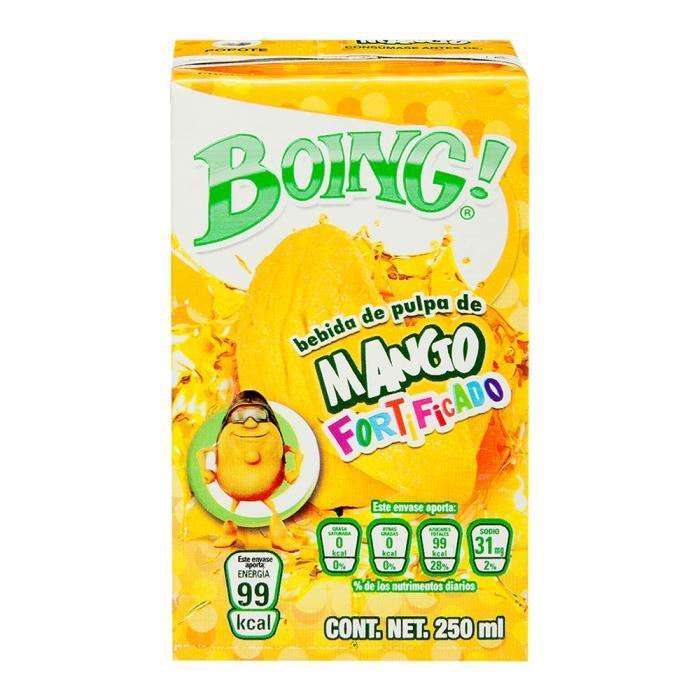 POPOTE
CONSÚMASE ANTES DE:
BOING!®
bebida de pulpa de
MANGO
FORTIFICADO
Este envase aporta:
GRASA SATURADA
0
kcal
0%
OTRAS GRASAS
0
kcal
0%
AZÚCARES TOTALES
99
kcal
28%
SODIO
31 mg
2%
% de los nutrimentos diarios
Este envase
aporta:
ENERGÍA
99
kcal
CONT. NET. 250 ml